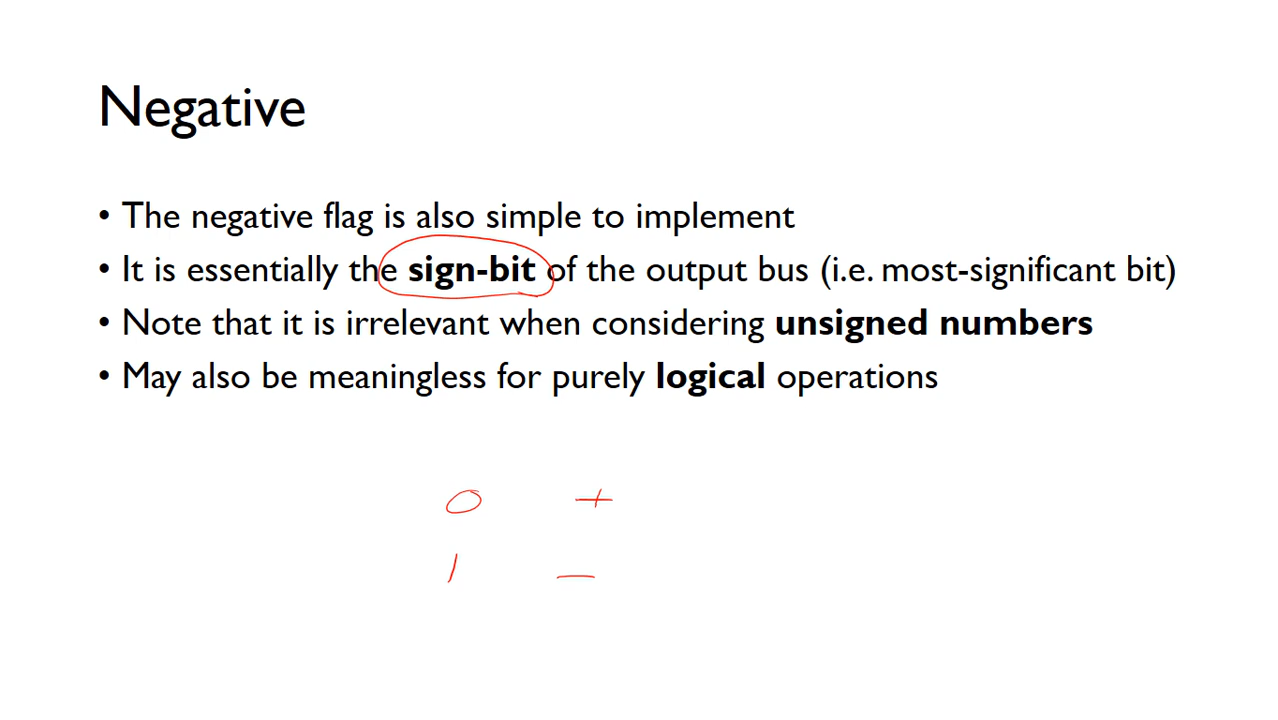 Negative
• The negative flag is also simple to implement
• It is essentially the sign-bit of the output bus (i.e. most-significant bit)
• Note that it is irrelevant when considering unsigned numbers
• May also be meaningless for purely logical operations
0 +
1 −